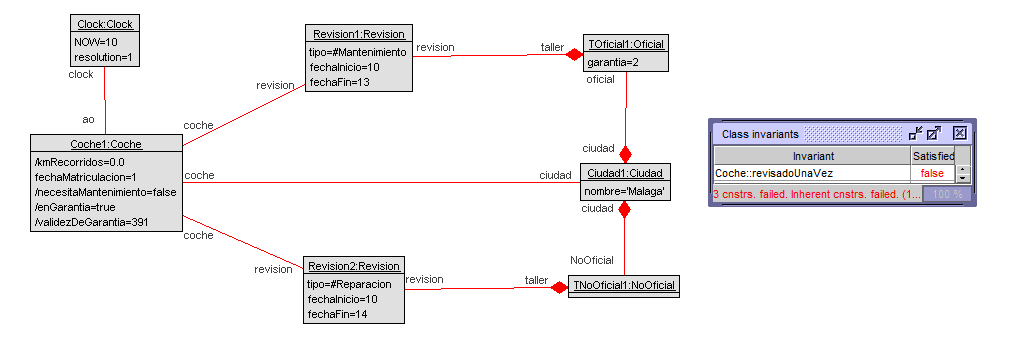 Clock:Clock
NOW=10
resolution=1
clock
ao
Revision1:Revision
tipo=#Mantenimiento
fechaInicio=10
fechaFin=13
revision
taller
revision
coche
TOficial1:Oficial
garantia=2
oficial
ciudad
Coche1:Coche
/kmRecorridos=0.0
fechaMatriculacion=1
/necesitaMantenimiento=false
/enGarantia=true
/validezDeGarantia=391
coche
ciudad
Ciudad1:Ciudad
nombre='Malaga'
ciudad
coche
revision
NoOficial
Revision2:Revision
tipo=#Reparacion
fechaInicio=10
fechaFin=14
revision
taller
TNoOficial1:NoOficial
Class invariants
Invariant Satisfied
Coche::revisadoUnaVez false
3 cnstrs. failed. Inherent cnstrs. failed. (1... 100 %